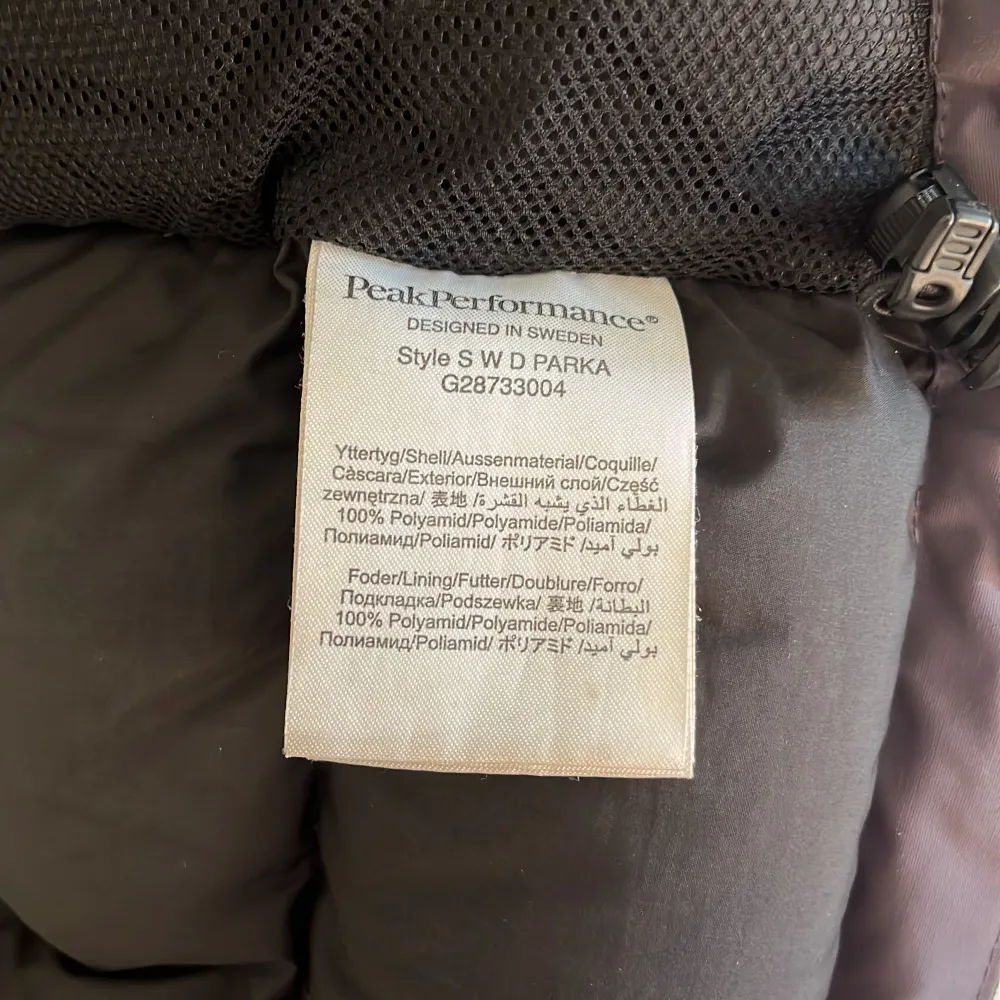 PeakPerformance®
DESIGNED IN SWEDEN
Style S W D PARKA
G28733004
Yttertyg/Shell/Aussenmaterial/Coquille/
Càscara/Exterior/Внешний слой/Część
zewnętrzna/ 表地 /الغطاء الذي يشبه القشرة
100% Polyamid/Polyamide/Poliamida/
Полиамид/Poliamid/ ポリアミド /بولي آميد
Foder/Lining/Futter/Doublure/Forro/
Подкладка/Podszewka/ 裏地 /البطانة
100% Polyamid/Polyamide/Poliamida/
Полиамид/Poliamid/ ポリアミド /بولي آميد